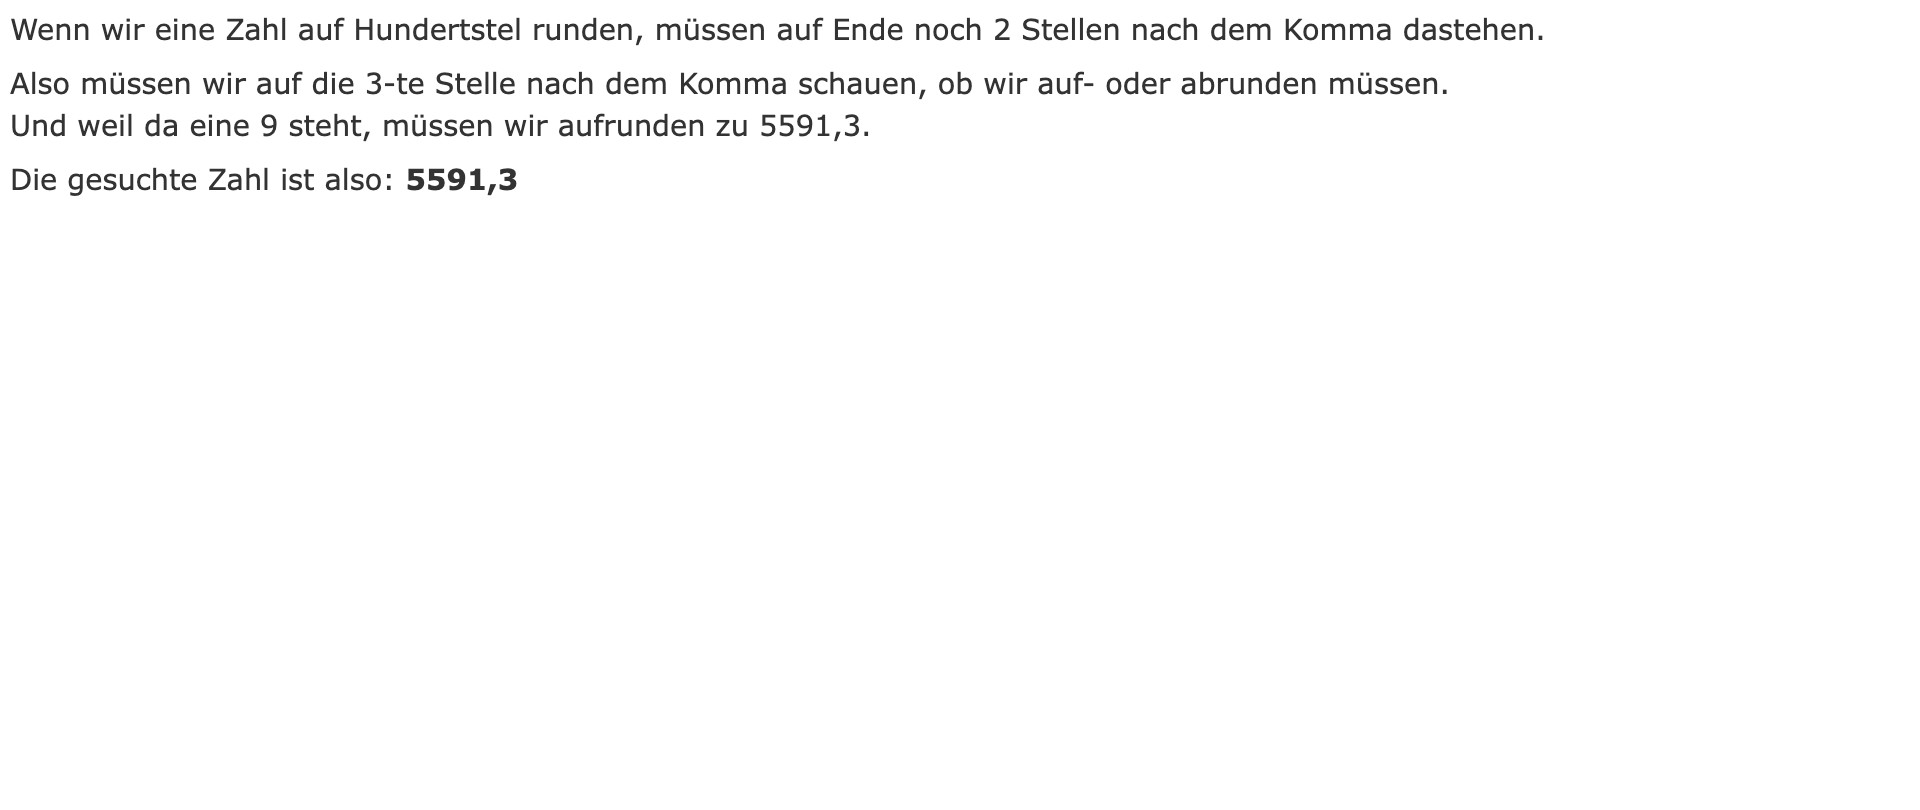 Wenn wir eine Zahl auf Hundertstel runden, müssen auf Ende noch 2 Stellen nach dem Komma dastehen.
Also müssen wir auf die 3-te Stelle nach dem Komma schauen, ob wir auf- oder abrunden müssen.
Und weil da eine 9 steht, müssen wir aufrunden zu 5591,3.
Die gesuchte Zahl ist also: 5591,3